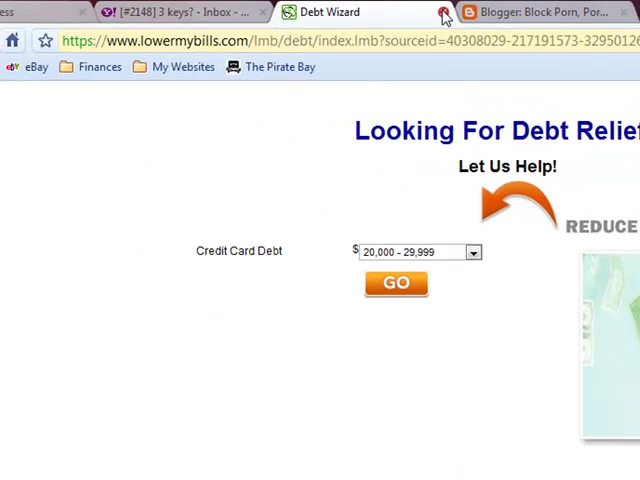 ess
[#2148] 3 keys? - Inbox - ...
Debt Wizard
Blogger: Block Porn, Por...
https://www.lowermybills.com/lmb/debt/index.lmb?sourceid=40308029-217191573-3295012
eBay
Finances
My Websites
The Pirate Bay
Looking For Debt Relief
Let Us Help!
REDUCE
Credit Card Debt
$ 20,000 - 29,999
GO